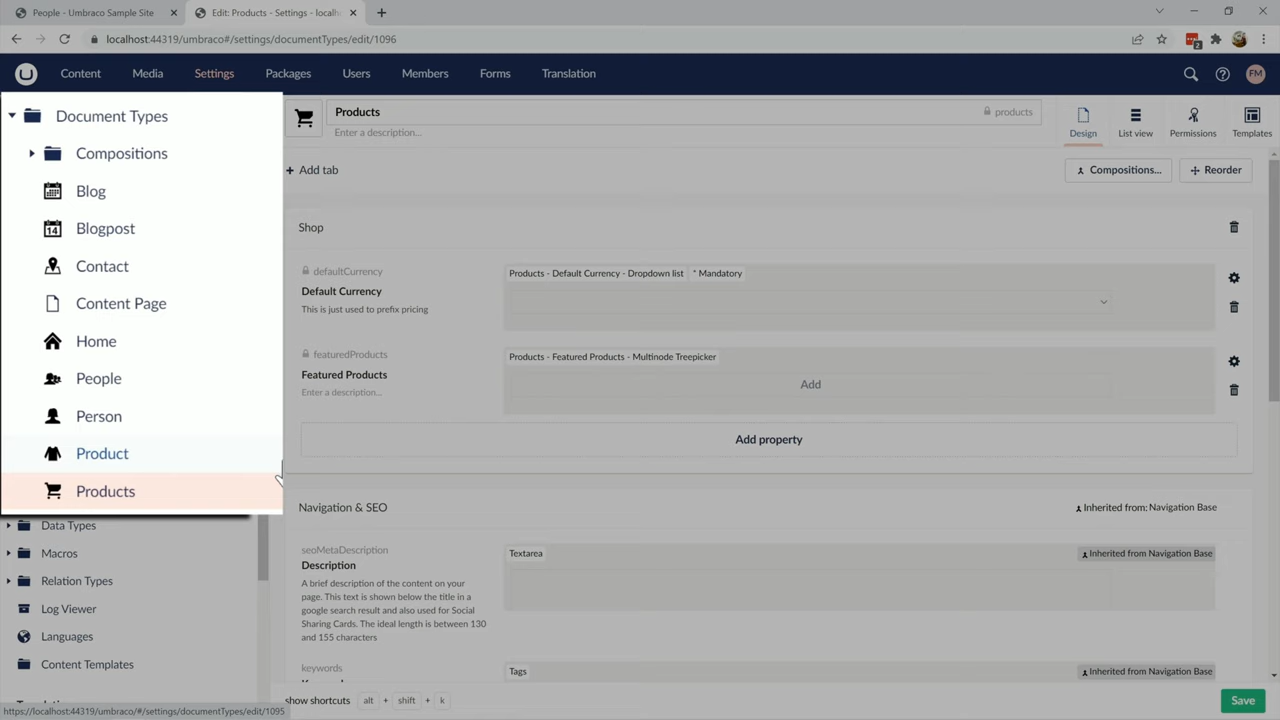 People - Umbraco Sample Site
Edit: Products - Settings - localh
localhost:44319/umbraco#/settings/documentTypes/edit/1096
2
Content
Media
Settings
Packages
Users
Members
Forms
Translation
FM
Document Types
Compositions
Blog
14
Blogpost
Contact
Content Page
Home
People
Person
Product
Products
Data Types
Macros
Relation Types
Log Viewer
Languages
Content Templates
https://localhost:44319/umbraco/#/settings/documentTypes/edit/1095
Products
products
Enter a description...
Design
List view
Permissions
Templates
Add tab
Compositions...
Reorder
Shop
defaultCurrency
Default Currency
This is just used to prefix pricing
Products - Default Currency - Dropdown list
* Mandatory
featuredProducts
Featured Products
Enter a description...
Products - Featured Products - Multinode Treepicker
Add
Add property
Navigation & SEO
Inherited from: Navigation Base
seoMetaDescription
Description
A brief description of the content on your
page. This text is shown below the title in a
google search result and also used for Social
Sharing Cards. The ideal length is between 130
and 155 characters
Textarea
Inherited from Navigation Base
keywords
Tags
Inherited from Navigation Base
show shortcuts alt + shift + k
Save